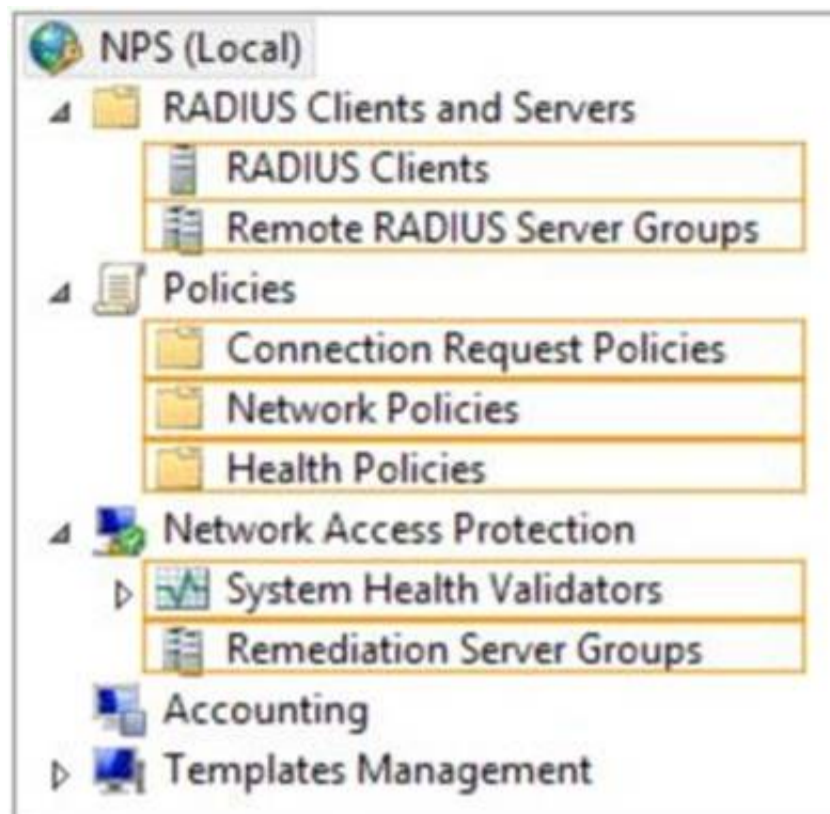 NPS (Local)
RADIUS Clients and Servers
RADIUS Clients
Remote RADIUS Server Groups
Policies
Connection Request Policies
Network Policies
Health Policies
Network Access Protection
System Health Validators
Remediation Server Groups
Accounting
Templates Management